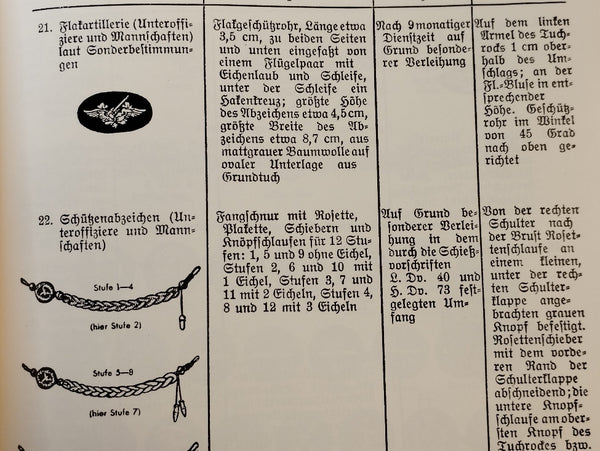 21. Flakartillerie (Unteroffi-
ziere und Mannschaften)
laut Sonderbestimmun-
gen
Flakgeschützrohr, Länge etwa
3,5 cm, zu beiden Seiten
und unten eingefaßt von
einem Flügelpaar mit
Eichenlaub und Schleife,
unter der Schleife ein
Hakenkreuz; größte Höhe
des Abzeichens etwa 4,5 cm,
größte Breite des Ab-
zeichens etwa 8,7 cm, aus
mattgrauer Baumwolle auf
ovaler Unterlage aus
Grundtuch
Nach 9 monatiger
Dienstzeit auf
Grund besonde-
rer Verleihung
Auf dem linken
Ärmel des Tuch-
rocks 1 cm ober-
halb des Um-
schlags; an der
Fl.-Bluse in ent-
sprechender
Höhe. Geschütz-
rohr im Winkel
von 45 Grad
nach oben ge-
richtet
22. Schützenabzeichen (Un-
teroffiziere und Mann-
schaften)
Stufe 1—4
(hier Stufe 2)
Stufe 5—8
(hier Stufe 7)
Fangschnur mit Rosette,
Plakette, Schiebern und
Knöpfschlaufen für 12 Stu-
fen: 1, 5 und 9 ohne Eichel,
Stufen 2, 6 und 10 mit
1 Eichel, Stufen 3, 7 und
11 mit 2 Eicheln, Stufen 4,
8 und 12 mit 3 Eicheln
Auf Grund be-
sonderer Verlei-
hung in dem
durch die Schieß-
vorschriften
L. Dv. 40 und
H. Dv. 73 fest-
gelegten Um-
fang
Von der rechten
Schulter nach
der Brust Roset-
tenschlaufe an
einem kleinen,
unter der rech-
ten Schulter-
klappe ange-
brachten grauen
Knopf befestigt.
Rosettenschieber
mit dem vorde-
ren Rand der
Schulterklappe
abschneidend; die
untere Knopf-
schlaufe am ober-
sten Knopf des
Tuchrockes bzw.